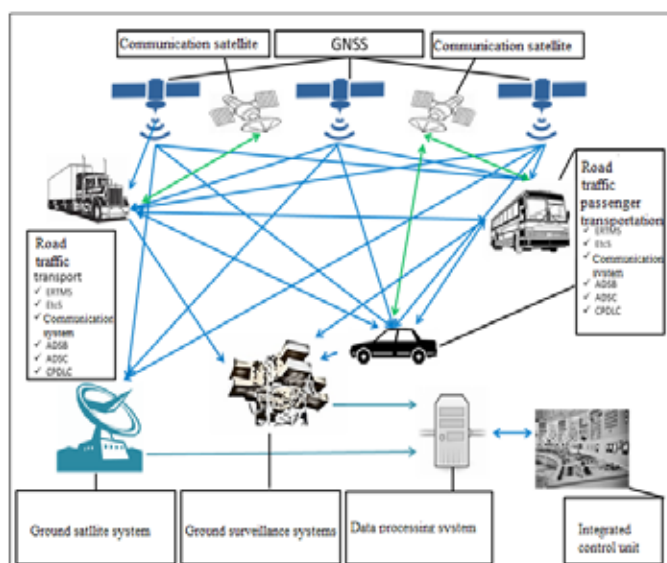 Communication satellite
GNSS
Communication satellite
Road
traffic
transport
✓ ERTMS
✓ EtcS
✓ Communication
system
✓ ADSB
✓ ADSC
✓ CPDLC
Road
traffic
passenger
transportation
✓ ERTMS
✓ EtcS
Communication
system
✓ ADSB
✓ ADSC
✓ CPDLC
Ground satllite system
Ground surveillance systems
Data processing system
Integrated
control unit